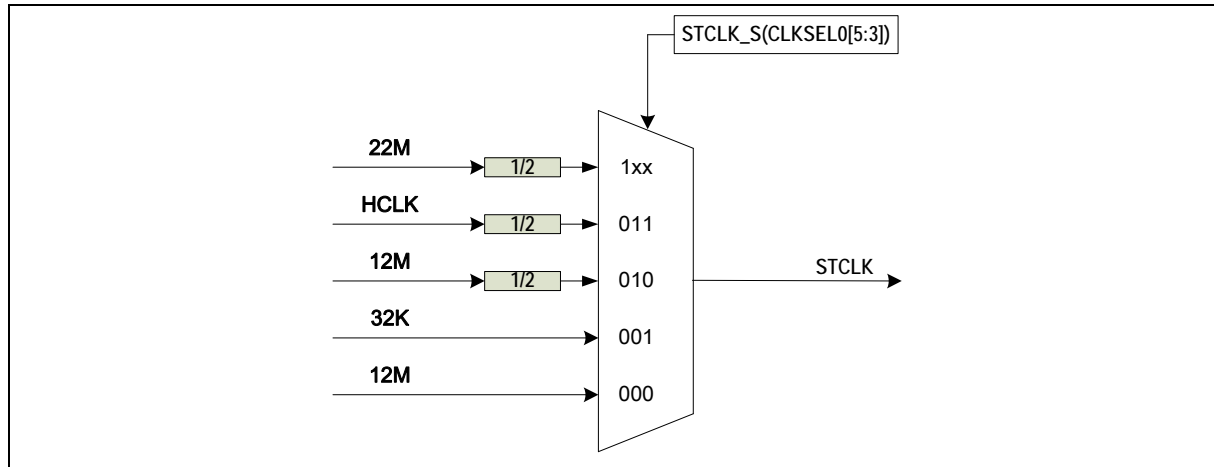 STCLK_S(CLKSEL0[5:3])
22M
1/2
1xx
HCLK
1/2
011
12M
1/2
010
STCLK
32K
001
12M
000